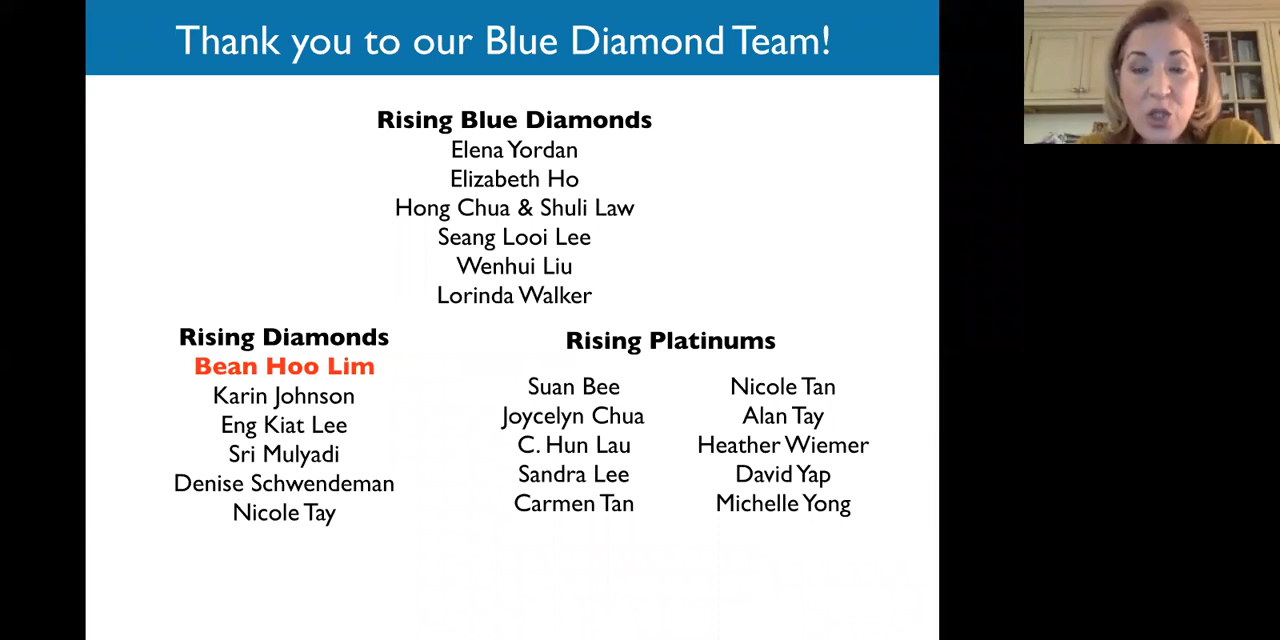 Thank you to our Blue Diamond Team!
Rising Blue Diamonds
Elena Yordan
Elizabeth Ho
Hong Chua & Shuli Law
Seang Looi Lee
Wenhui Liu
Lorinda Walker
Rising Diamonds
Bean Hoo Lim
Karin Johnson
Eng Kiat Lee
Sri Mulyadi
Denise Schwendeman
Nicole Tay
Rising Platinums
Suan Bee
Joycelyn Chua
C. Hun Lau
Sandra Lee
Carmen Tan
Nicole Tan
Alan Tay
Heather Wiemer
David Yap
Michelle Yong